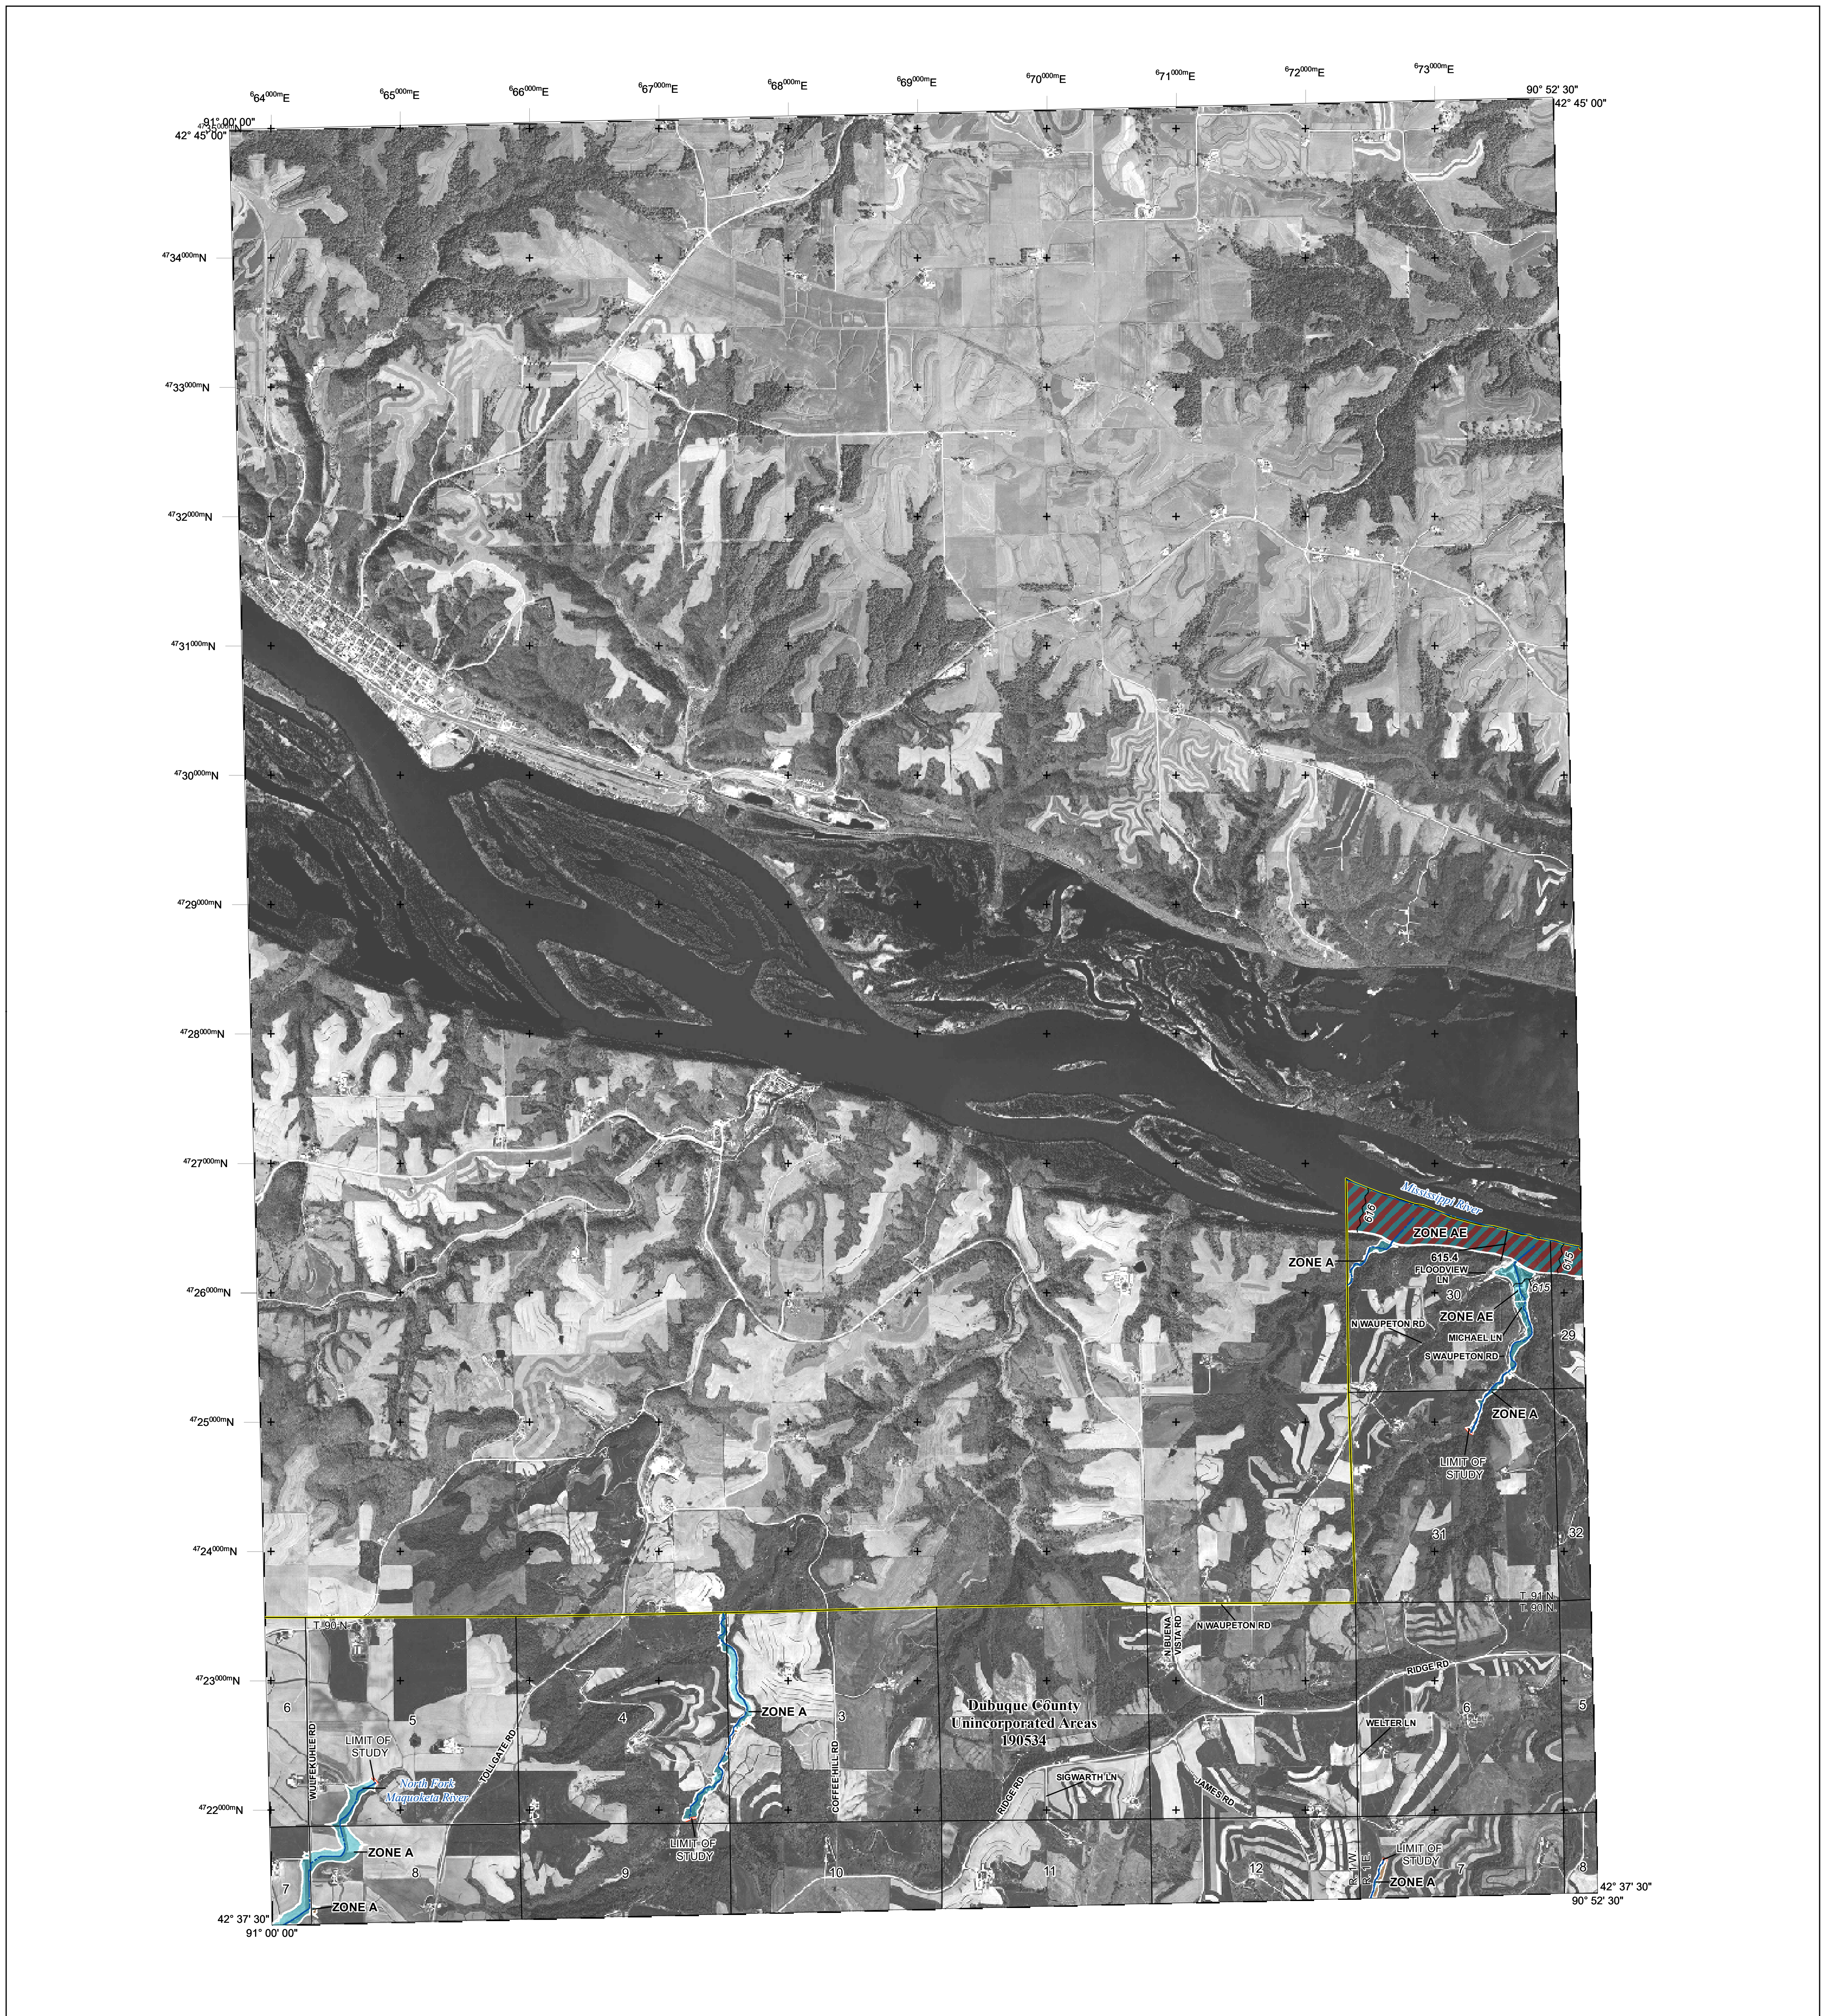 ⁶64⁰⁰⁰ᵐE
⁶65⁰⁰⁰ᵐE
⁶66⁰⁰⁰ᵐE
⁶67⁰⁰⁰ᵐE
⁶68⁰⁰⁰ᵐE
⁶69⁰⁰⁰ᵐE
⁶70⁰⁰⁰ᵐE
⁶71⁰⁰⁰ᵐE
⁶72⁰⁰⁰ᵐE
⁶73⁰⁰⁰ᵐE
90° 52' 30"
42° 45' 00"
91° 00' 00"
⁴⁷35⁰⁰⁰ᵐN
42° 45' 00"
⁴⁷34⁰⁰⁰ᵐN
⁴⁷33⁰⁰⁰ᵐN
⁴⁷32⁰⁰⁰ᵐN
⁴⁷31⁰⁰⁰ᵐN
⁴⁷30⁰⁰⁰ᵐN
⁴⁷29⁰⁰⁰ᵐN
⁴⁷28⁰⁰⁰ᵐN
⁴⁷27⁰⁰⁰ᵐN
Mississippi River
616
ZONE AE
615.4
615
ZONE A
FLOODVIEW
LN
⁴⁷26⁰⁰⁰ᵐN
30
615
ZONE AE
N WAUPETON RD
MICHAEL LN
29
S WAUPETON RD
⁴⁷25⁰⁰⁰ᵐN
ZONE A
LIMIT OF
STUDY
31
32
⁴⁷24⁰⁰⁰ᵐN
T. 91 N.
T. 90 N.
T. 90 N.
N BUENA
VISTA RD
N WAUPETON RD
⁴⁷23⁰⁰⁰ᵐN
RIDGE RD
6
5
4
ZONE A
3
Dubuque County
Unincorporated Areas
190534
1
6
5
WELTER LN
WULFEKUHLE RD
LIMIT OF
STUDY
TOLLGATE RD
COFFEE HILL RD
North Fork
Maquoketa River
RIDGE RD
SIGWARTH LN
JAMES RD
⁴⁷22⁰⁰⁰ᵐN
LIMIT OF
STUDY
ZONE A
8
9
10
11
12
R. 1 W.
R. 1 E.
LIMIT OF
STUDY
7
8
7
ZONE A
ZONE A
42° 37' 30"
91° 00' 00"
42° 37' 30"
90° 52' 30"